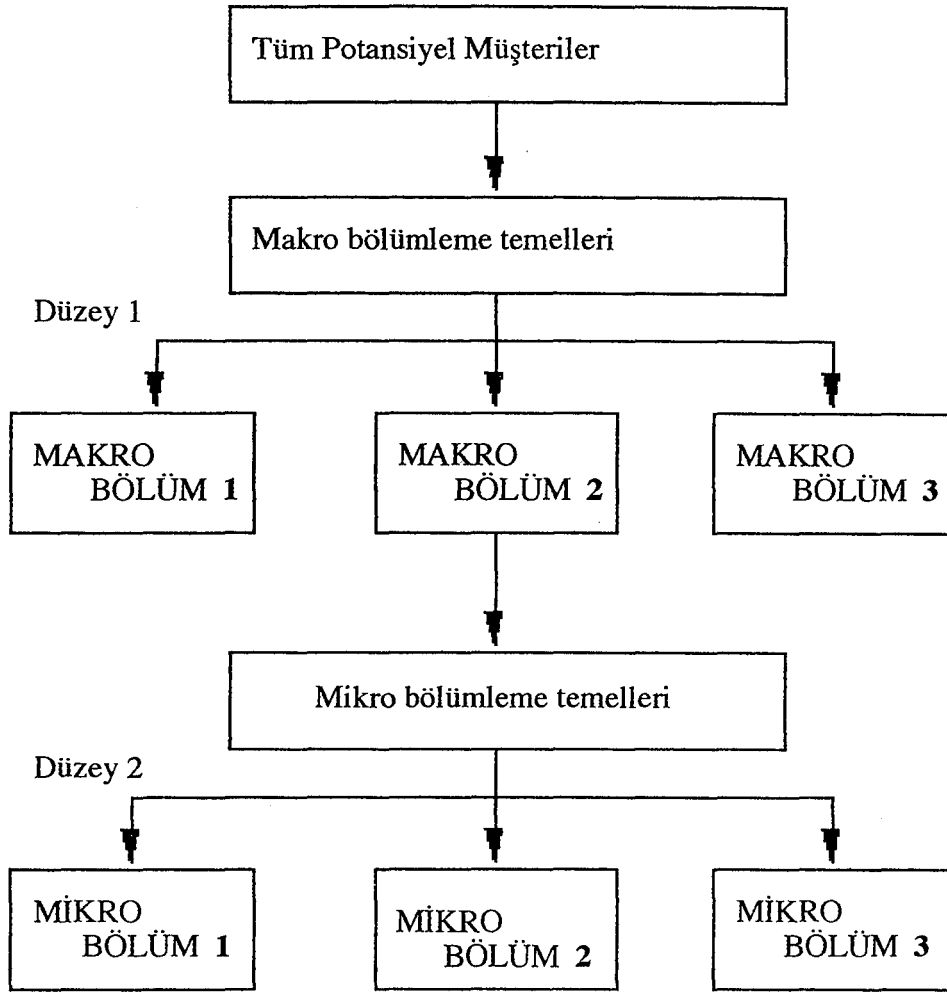 Tüm Potansiyel Müşteriler
Makro bölümleme temelleri
Düzey 1
MAKRO
BÖLÜM 1
MAKRO
BÖLÜM 2
MAKRO
BÖLÜM 3
Mikro bölümleme temelleri
Düzey 2
MİKRO
BÖLÜM 1
MİKRO
BÖLÜM 2
MİKRO
BÖLÜM 3